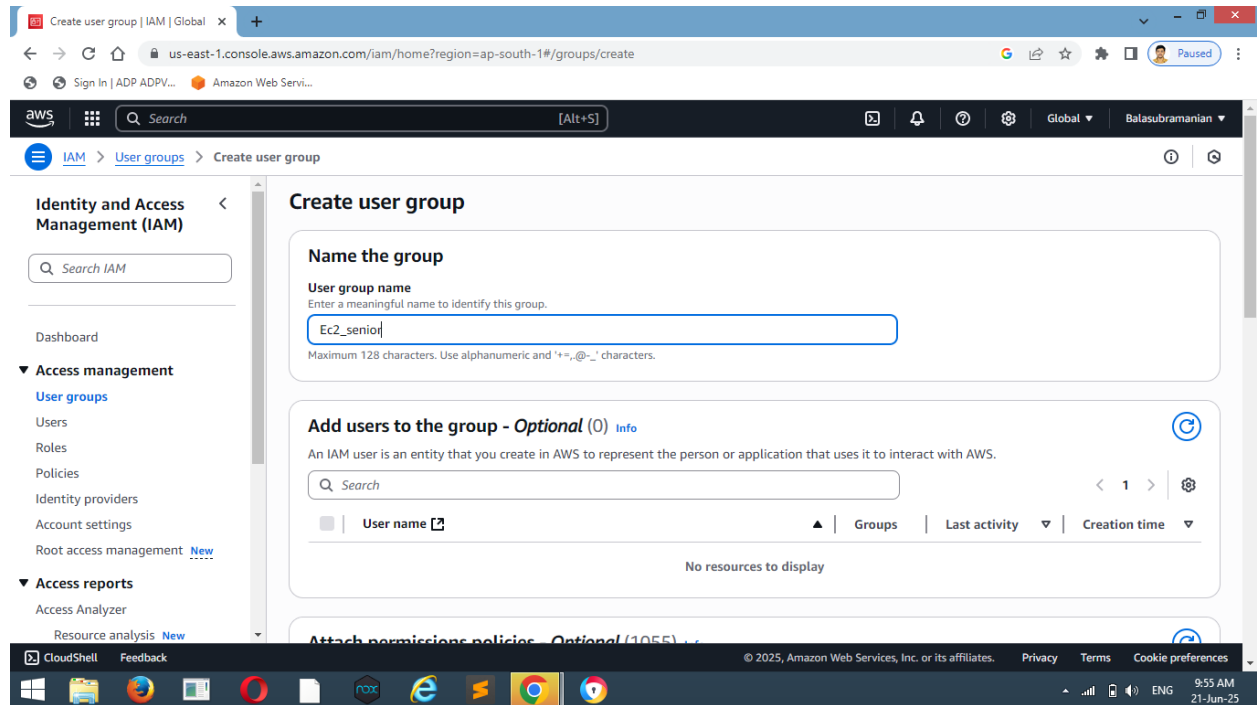 Create user group | IAM | Global
us-east-1.console.aws.amazon.com/iam/home?region=ap-south-1#/groups/create
Paused
Sign In | ADP ADPV...
Amazon Web Servi...
aws
Search
[Alt+S]
Global
Balasubramanian
IAM > User groups > Create user group
Identity and Access Management (IAM)
Search IAM
Dashboard
Access management
User groups
Users
Roles
Policies
Identity providers
Account settings
Root access management New
Access reports
Access Analyzer
Resource analysis New
Create user group
Name the group
User group name
Enter a meaningful name to identify this group.
Ec2_senior
Maximum 128 characters. Use alphanumeric and '+=,.@-_' characters.
Add users to the group - Optional (0) Info
An IAM user is an entity that you create in AWS to represent the person or application that uses it to interact with AWS.
Search
1
User name
Groups
Last activity
Creation time
No resources to display
Attach permissions policies - Optional (1055)
CloudShell
Feedback
© 2025, Amazon Web Services, Inc. or its affiliates.
Privacy
Terms
Cookie preferences
nox
ENG
9:55 AM
21-Jun-25